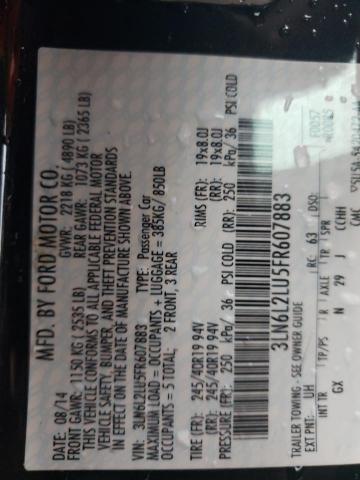 MFD. BY FORD MOTOR CO.
DATE: 08/14 GVWR: 2218 KG ( 4890 LB)
FRONT GAWR: 1150 KG ( 2535 LB) REAR GAWR: 1073 KG ( 2365 LB)
THIS VEHICLE CONFORMS TO ALL APPLICABLE FEDERAL MOTOR
VEHICLE SAFETY, BUMPER, AND THEFT PREVENTION STANDARDS
IN EFFECT ON THE DATE OF MANUFACTURE SHOWN ABOVE.
VIN: 3LN6L2LU5FR607883 TYPE: Passenger Car
MAXIMUM LOAD = OCCUPANTS + LUGGAGE = 385KG/ 850LB
OCCUPANTS = 5 TOTAL: 2 FRONT, 3 REAR
TIRE (FR): 245/40R19 94V RIMS (FR): 19x8.0J
(RR): 245/40R19 94V (RR): 19x8.0J
PRESSURE (FR): 250 kPa/ 36 PSI COLD (RR): 250 kPa/ 36 PSI COLD
3LN6L2LU5FR607883
TRAILER TOWING - SEE OWNER GUIDE
EXT PNT: UH RC: 63 DSO:
INT TR TP/PS R AXLE TR SPR
GX N 29 J CCHH